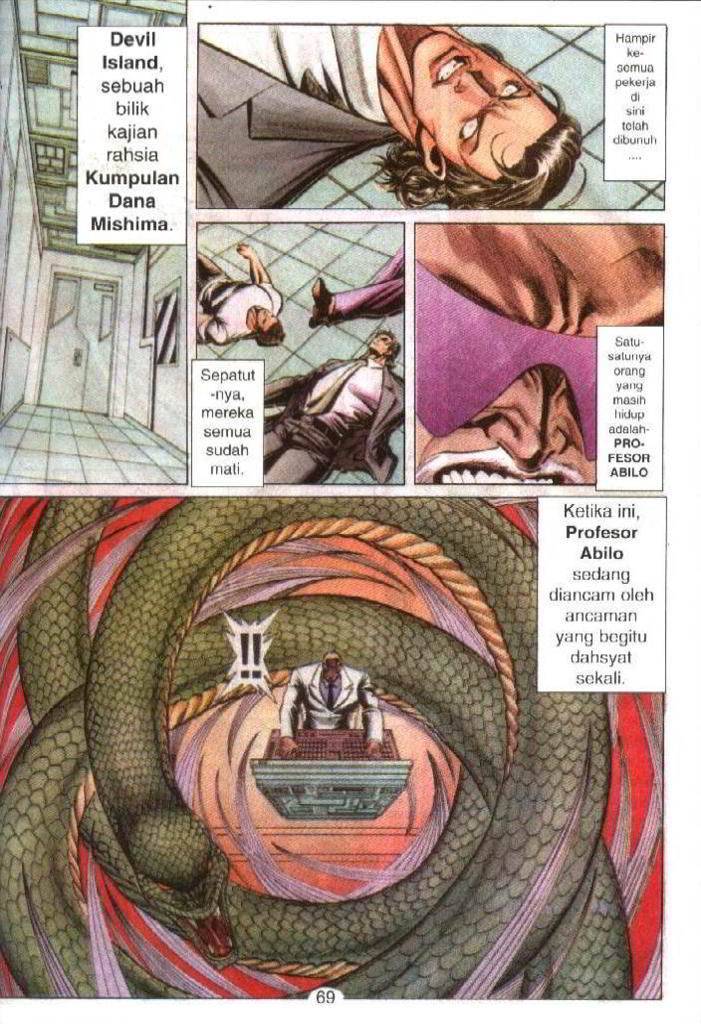 Devil
Island,
sebuah
bilik
kajian
rahsia
Kumpulan
Dana
Mishima.
Hampir
ke-
semua
pekerja
di
sini
telah
dibunuh
....
Sepatut
-nya,
mereka
semua
sudah
mati.
Satu-
satunya
orang
yang
masih
hidup
adalah-
PRO-
FESOR
ABILO
Ketika ini,
Profesor
Abilo
sedang
diancam oleh
ancaman
yang begitu
dahsyat
sekali.
!!
69